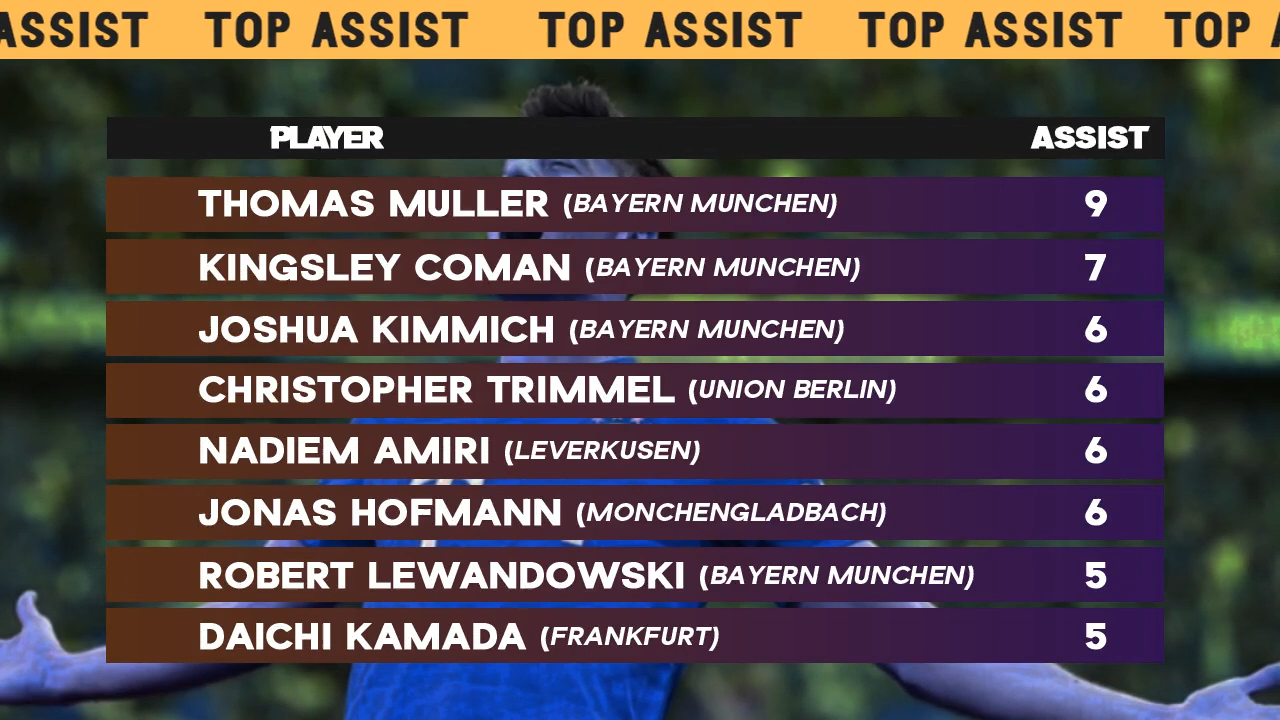 ASSIST TOP ASSIST TOP ASSIST TOP ASSIST TOP
PLAYER ASSIST
THOMAS MULLER (BAYERN MUNCHEN) 9
KINGSLEY COMAN (BAYERN MUNCHEN) 7
JOSHUA KIMMICH (BAYERN MUNCHEN) 6
CHRISTOPHER TRIMMEL (UNION BERLIN) 6
NADIEM AMIRI (LEVERKUSEN) 6
JONAS HOFMANN (MONCHENGLADBACH) 6
ROBERT LEWANDOWSKI (BAYERN MUNCHEN) 5
DAICHI KAMADA (FRANKFURT) 5